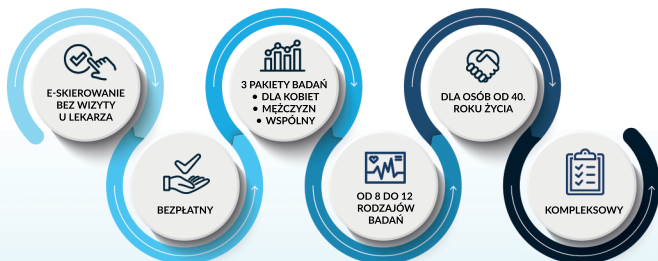 E-SKIEROWANIE
BEZ WIZYTY
U LEKARZA
BEZPŁATNY
3 PAKIETY BADAŃ
• DLA KOBIET
• MĘŻCZYZN
• WSPÓLNY
OD 8 DO 12
RODZAJÓW
BADAŃ
DLA OSÓB OD 40.
ROKU ŻYCIA
KOMPLEKSOWY